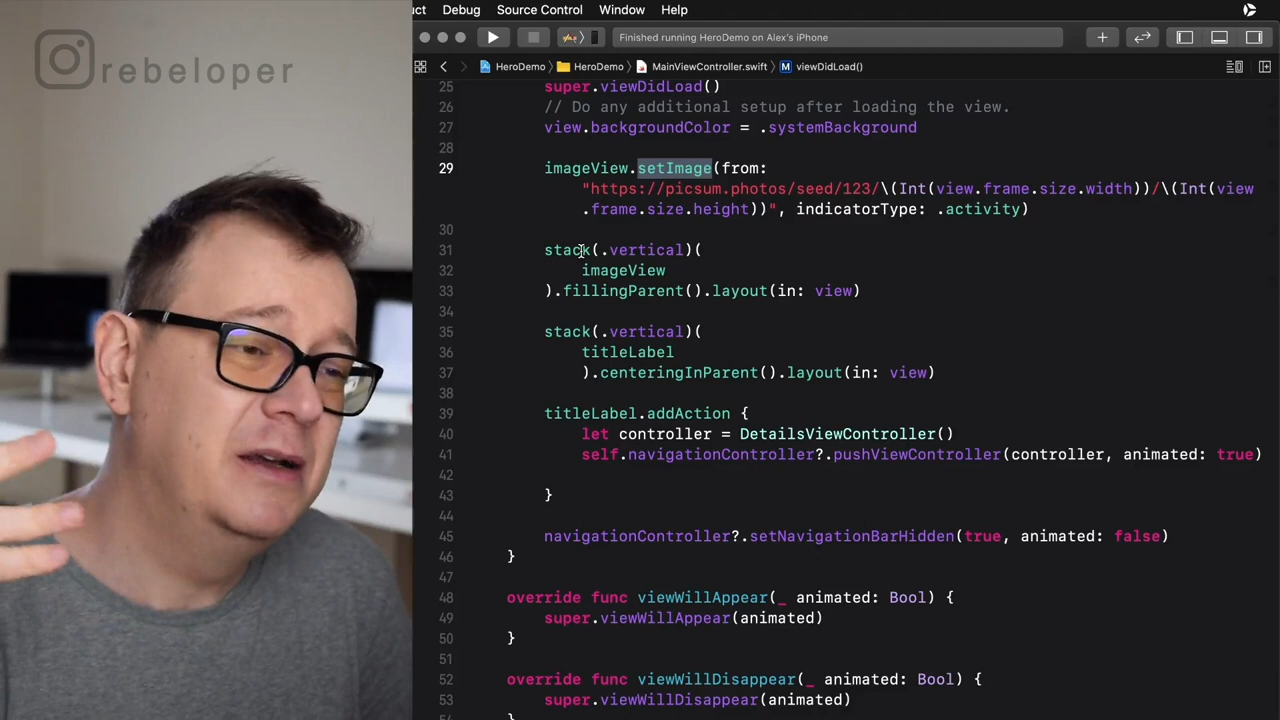 rebeloper
uct Debug Source Control Window Help
Finished running HeroDemo on Alex's iPhone
HeroDemo HeroDemo MainViewController.swift M viewDidLoad()
25 super.viewDidLoad()
26 // Do any additional setup after loading the view.
27 view.backgroundColor = .systemBackground
28
29 imageView.setImage(from:
"https://picsum.photos/seed/123/\(Int(view.frame.size.width))/\(Int(view
.frame.size.height))", indicatorType: .activity)
30
31 stack(.vertical)(
32 imageView
33 ).fillingParent().layout(in: view)
34
35 stack(.vertical)(
36 titleLabel
37 ).centeringInParent().layout(in: view)
38
39 titleLabel.addAction {
40 let controller = DetailsViewController()
41 self.navigationController?.pushViewController(controller, animated: true)
42
43 }
44
45 navigationController?.setNavigationBarHidden(true, animated: false)
46 }
47
48 override func viewWillAppear(_ animated: Bool) {
49 super.viewWillAppear(animated)
50 }
51
52 override func viewWillDisappear(_ animated: Bool) {
53 super.viewWillDisappear(animated)